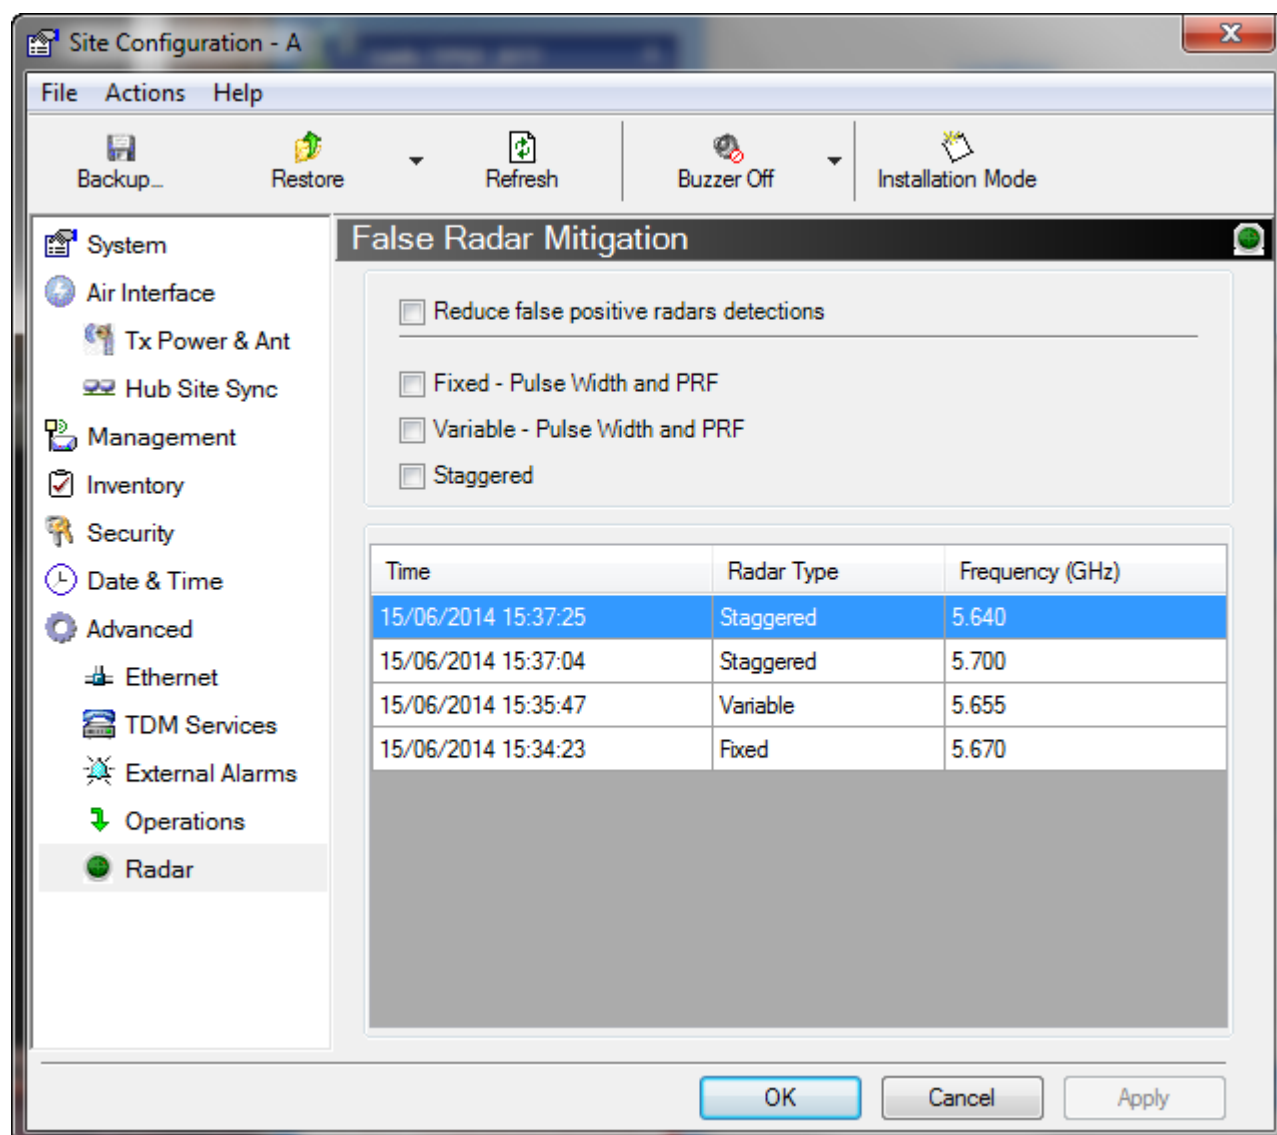 Site Configuration - A
File Actions Help
Backup... Restore Refresh Buzzer Off Installation Mode
System
Air Interface
Tx Power & Ant
Hub Site Sync
Management
Inventory
Security
Date & Time
Advanced
Ethernet
TDM Services
External Alarms
Operations
Radar
False Radar Mitigation
Reduce false positive radars detections
Fixed - Pulse Width and PRF
Variable - Pulse Width and PRF
Staggered
Time Radar Type Frequency (GHz)
15/06/2014 15:37:25 Staggered 5.640
15/06/2014 15:37:04 Staggered 5.700
15/06/2014 15:35:47 Variable 5.655
15/06/2014 15:34:23 Fixed 5.670
OK Cancel Apply